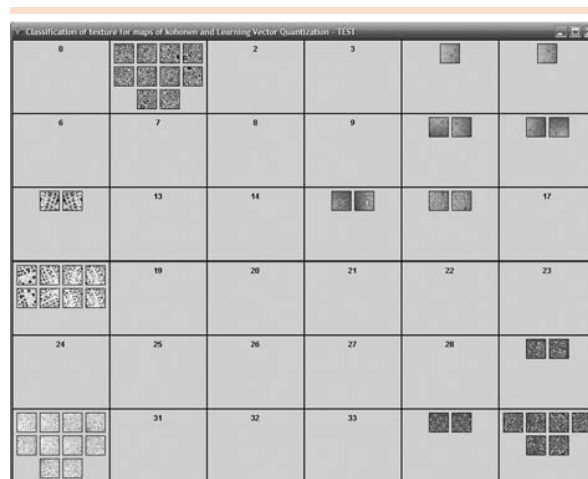 Classification of texture for maps of kohonen and Learning Vector Quantization - TEST
0 2 3
6 7 8 9
13 14 17
19 20 21 22 23
24 25 26 27 28
31 32 33